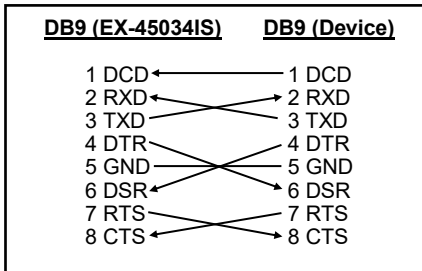 DB9 (EX-45034IS) DB9 (Device)
1 DCD 1 DCD
2 RXD 2 RXD
3 TXD 3 TXD
4 DTR 4 DTR
5 GND 5 GND
6 DSR 6 DSR
7 RTS 7 RTS
8 CTS 8 CTS